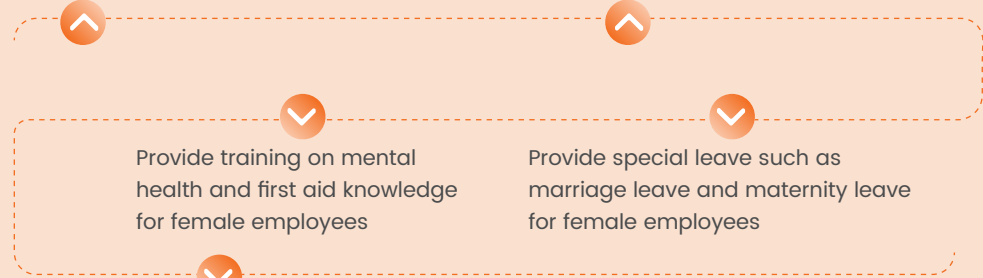 Provide training on mental
health and first aid knowledge
for female employees
Provide special leave such as
marriage leave and maternity leave
for female employees